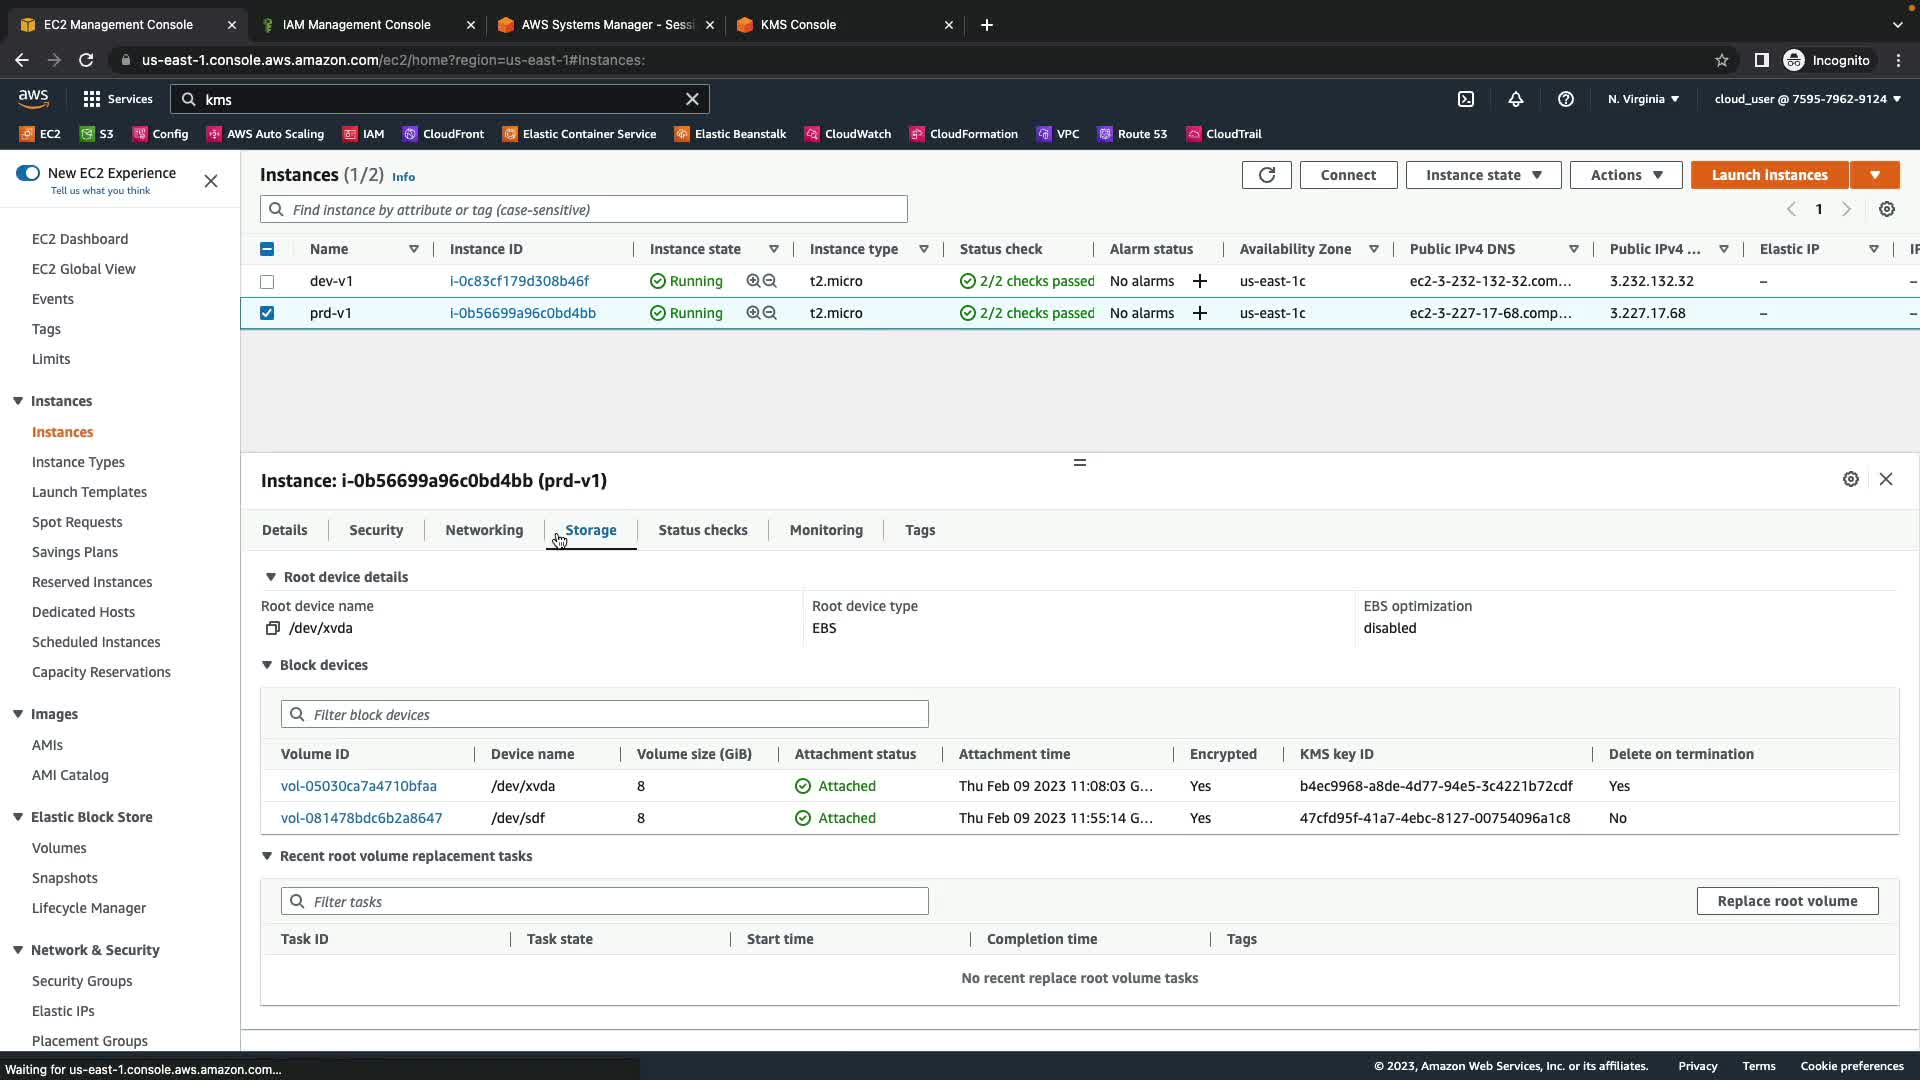 EC2 Management Console
IAM Management Console
AWS Systems Manager - Sessi
KMS Console
us-east-1.console.aws.amazon.com/ec2/home?region=us-east-1#Instances:
Incognito
aws
Services
kms
N. Virginia
cloud_user @ 7595-7962-9124
EC2
S3
Config
AWS Auto Scaling
IAM
CloudFront
Elastic Container Service
Elastic Beanstalk
CloudWatch
CloudFormation
VPC
Route 53
CloudTrail
New EC2 Experience
Tell us what you think
EC2 Dashboard
EC2 Global View
Events
Tags
Limits
Instances
Instances
Instance Types
Launch Templates
Spot Requests
Savings Plans
Reserved Instances
Dedicated Hosts
Scheduled Instances
Capacity Reservations
Images
AMIs
AMI Catalog
Elastic Block Store
Volumes
Snapshots
Lifecycle Manager
Network & Security
Security Groups
Elastic IPs
Placement Groups
Instances (1/2) Info
Connect
Instance state
Actions
Launch instances
Find instance by attribute or tag (case-sensitive)
1
Name Instance ID Instance state Instance type Status check Alarm status Availability Zone Public IPv4 DNS Public IPv4 ... Elastic IP IF
dev-v1 i-0c83cf179d308b46f Running t2.micro 2/2 checks passed No alarms + us-east-1c ec2-3-232-132-32.com... 3.232.132.32 – –
prd-v1 i-0b56699a96c0bd4bb Running t2.micro 2/2 checks passed No alarms + us-east-1c ec2-3-227-17-68.comp... 3.227.17.68 – –
Instance: i-0b56699a96c0bd4bb (prd-v1)
Details
Security
Networking
Storage
Status checks
Monitoring
Tags
Root device details
Root device name Root device type EBS optimization
/dev/xvda EBS disabled
Block devices
Filter block devices
Volume ID Device name Volume size (GiB) Attachment status Attachment time Encrypted KMS key ID Delete on termination
vol-05030ca7a4710bfaa /dev/xvda 8 Attached Thu Feb 09 2023 11:08:03 G... Yes b4ec9968-a8de-4d77-94e5-3c4221b72cdf Yes
vol-081478bdc6b2a8647 /dev/sdf 8 Attached Thu Feb 09 2023 11:55:14 G... Yes 47cfd95f-41a7-4ebc-8127-00754096a1c8 No
Recent root volume replacement tasks
Filter tasks
Replace root volume
Task ID Task state Start time Completion time Tags
No recent replace root volume tasks
Waiting for us-east-1.console.aws.amazon.com...
© 2023, Amazon Web Services, Inc. or its affiliates.
Privacy
Terms
Cookie preferences